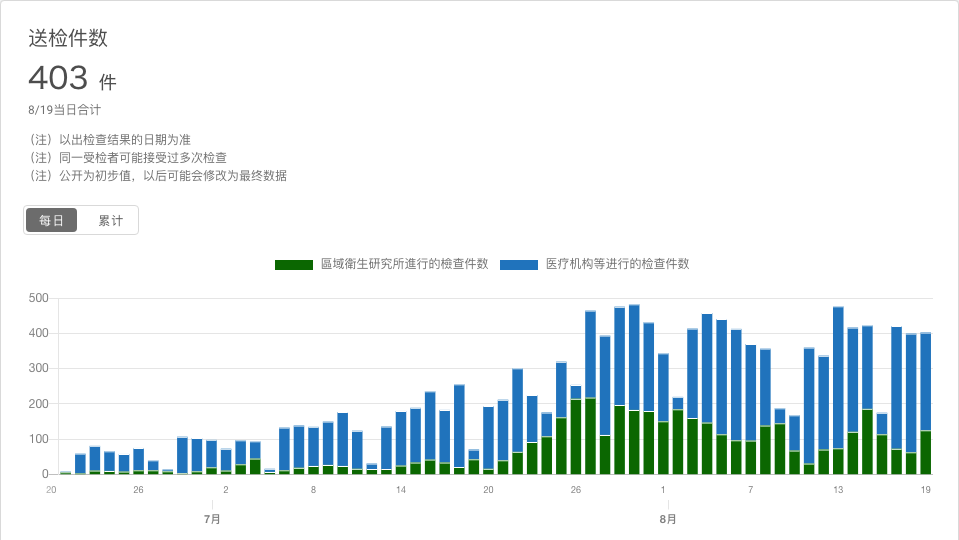 送检件数
403 件
8/19当日合计
（注）以出检查结果的日期为准
（注）同一受检者可能接受过多次检查
（注）公开为初步值，以后可能会修改为最终数据
每日 累计
區域衛生研究所進行的檢查件数 医疗机构等进行的检查件数
500
400
300
200
100
0
20 26 2 8 14 20 26 1 7 13 19
7月 8月